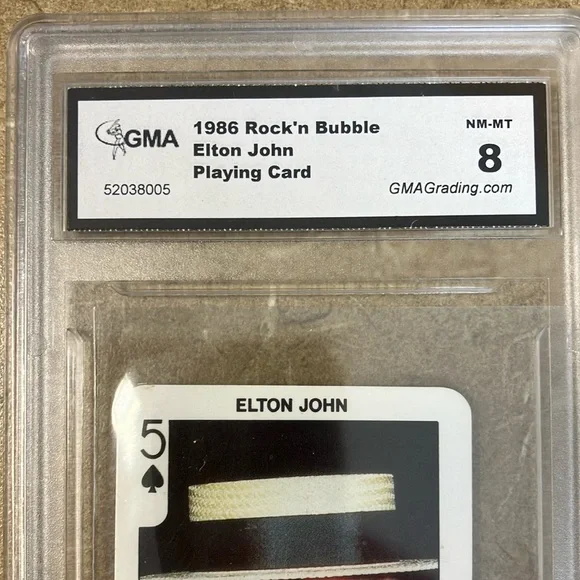 GMA
52038005
1986 Rock'n Bubble
Elton John
Playing Card
NM-MT
8
GMAGrading.com
ELTON JOHN
5